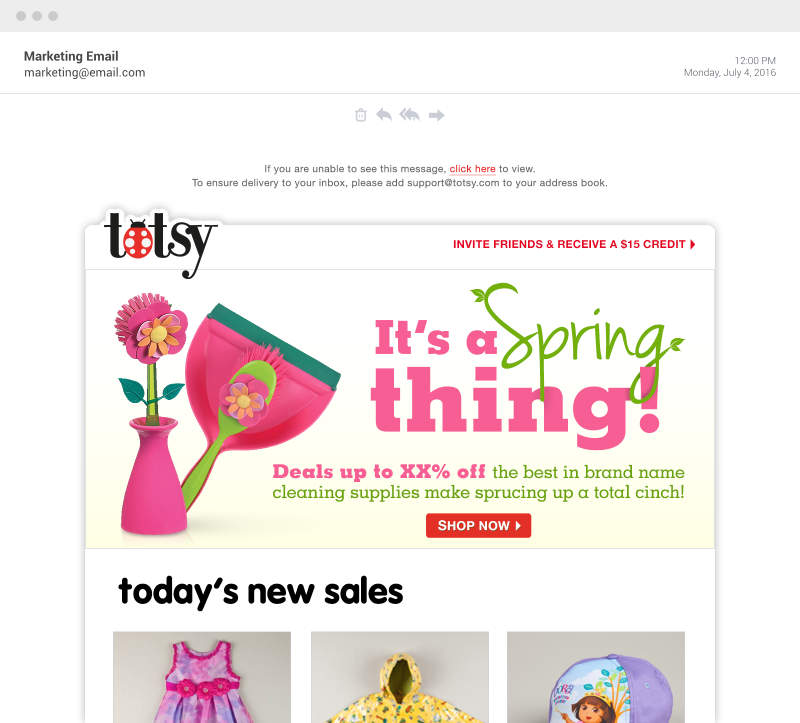 Marketing Email
marketing@email.com
12:00 PM
Monday, July 4, 2016
If you are unable to see this message, click here to view.
To ensure delivery to your inbox, please add support@totsy.com to your address book.
totsy
INVITE FRIENDS & RECEIVE A $15 CREDIT
It's a Spring
thing!
Deals up to XX% off the best in brand name
cleaning supplies make sprucing up a total cinch!
SHOP NOW
today's new sales